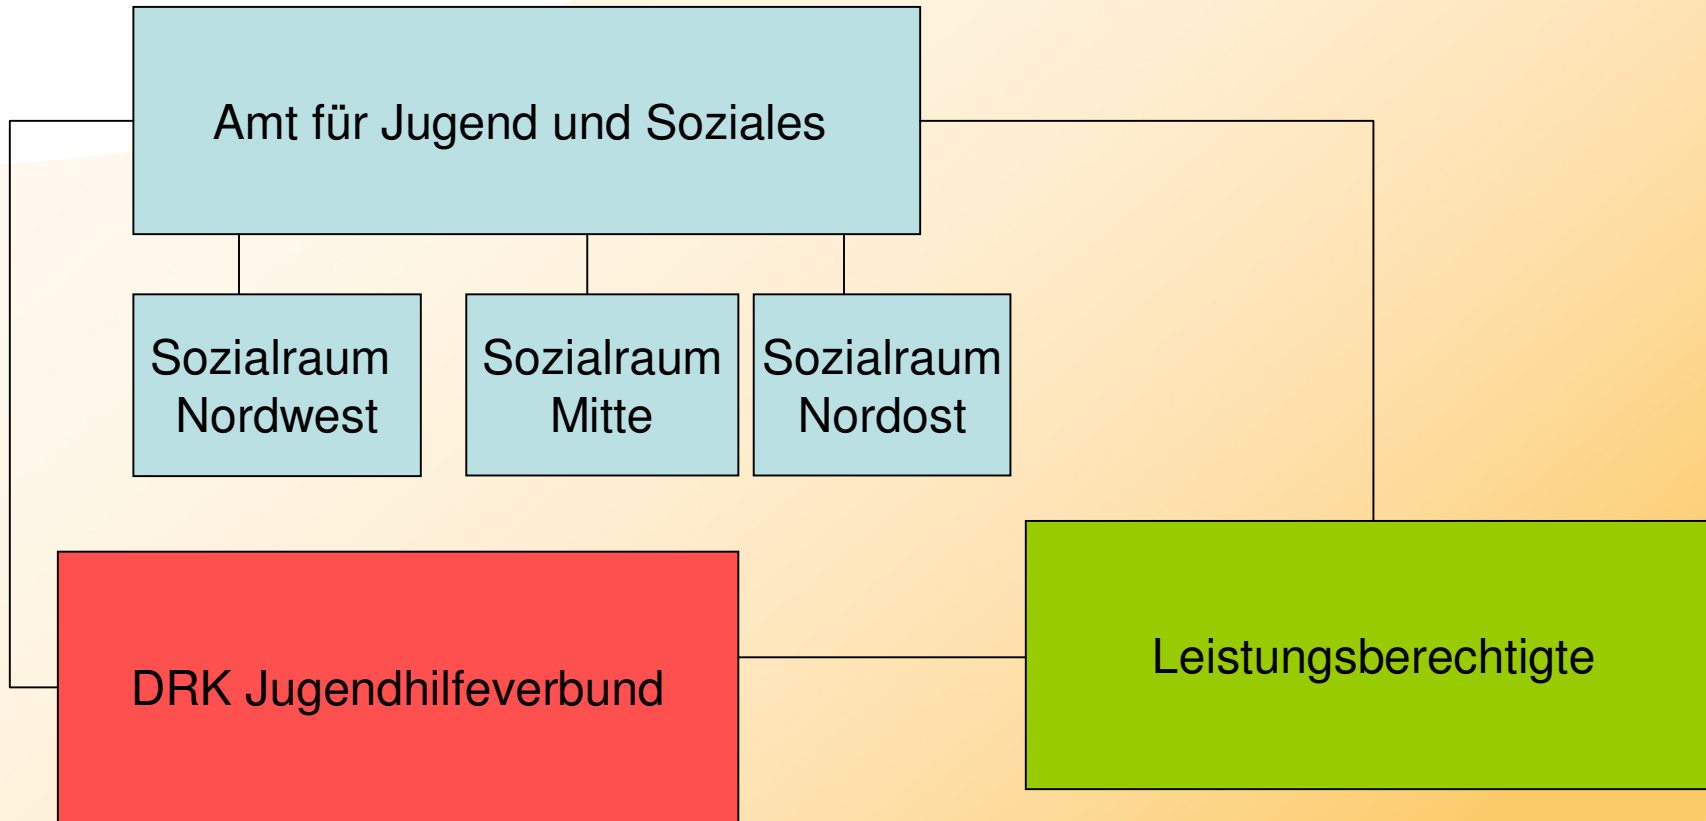 Amt für Jugend und Soziales
Sozialraum
Nordwest
Sozialraum
Mitte
Sozialraum
Nordost
DRK Jugendhilfeverbund
Leistungsberechtigte